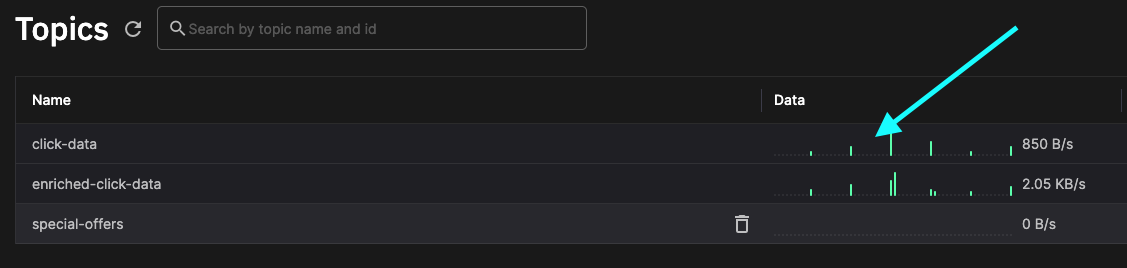 Topics
Search by topic name and id
Name Data
click-data 850 B/s
enriched-click-data 2.05 KB/s
special-offers 0 B/s